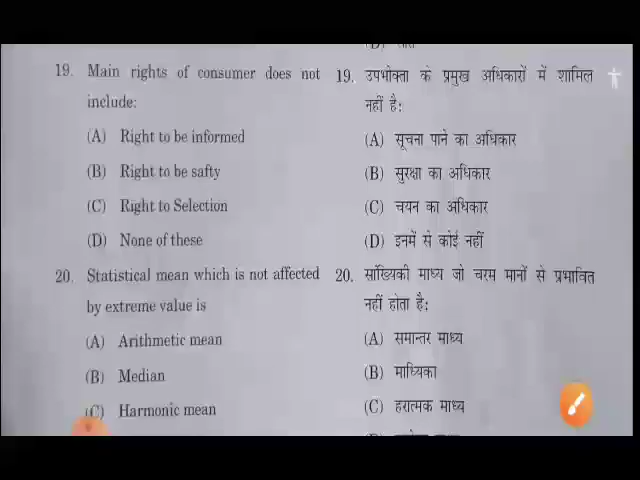 19. Main rights of consumer does not
include:
(A) Right to be informed
(B) Right to be safty
(C) Right to Selection
(D) None of these
20. Statistical mean which is not affected
by extreme value is
(A) Arithmetic mean
(B) Median
(C) Harmonic mean
19. उपभोक्ता के प्रमुख अधिकारों में शामिल
नहीं है:
(A) सूचना पाने का अधिकार
(B) सुरक्षा का अधिकार
(C) चयन का अधिकार
(D) इनमें से कोई नहीं
20. सांख्यिकी माध्य जो चरम मानों से प्रभावित
नहीं होता है:
(A) समान्तर माध्य
(B) माध्यिका
(C) हरात्मक माध्य